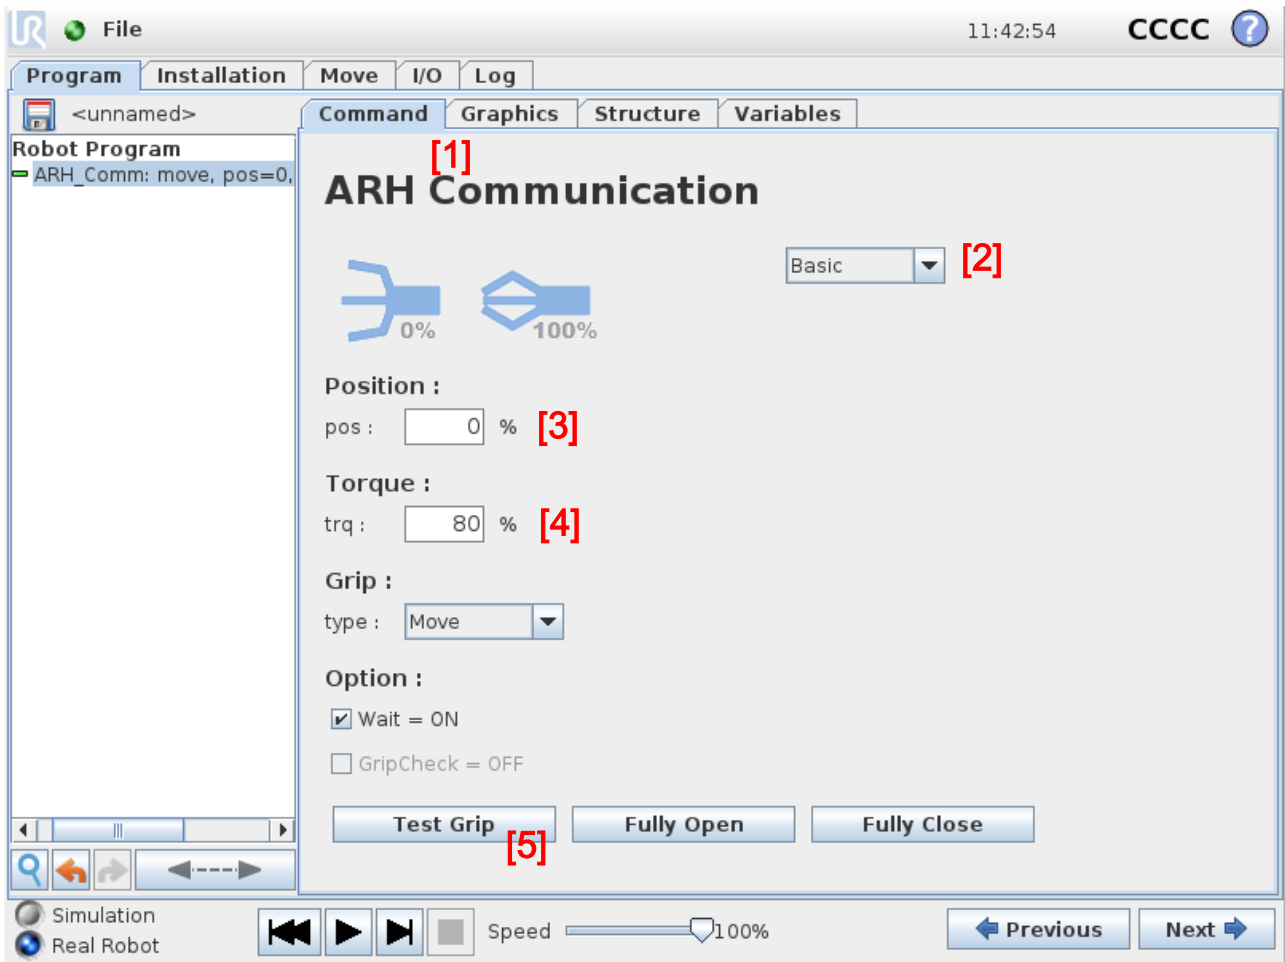 UR File 11:42:54 CCCC ?
Program Installation Move I/O Log
<unnamed> Command Graphics Structure Variables
Robot Program
ARH_Comm: move, pos=0,
[1]
ARH Communication
Basic [2]
0% 100%
Position :
pos : 0 % [3]
Torque :
trq : 80 % [4]
Grip :
type : Move
Option :
Wait = ON
GripCheck = OFF
Test Grip Fully Open Fully Close
[5]
Simulation
Real Robot
Speed 100%
Previous Next